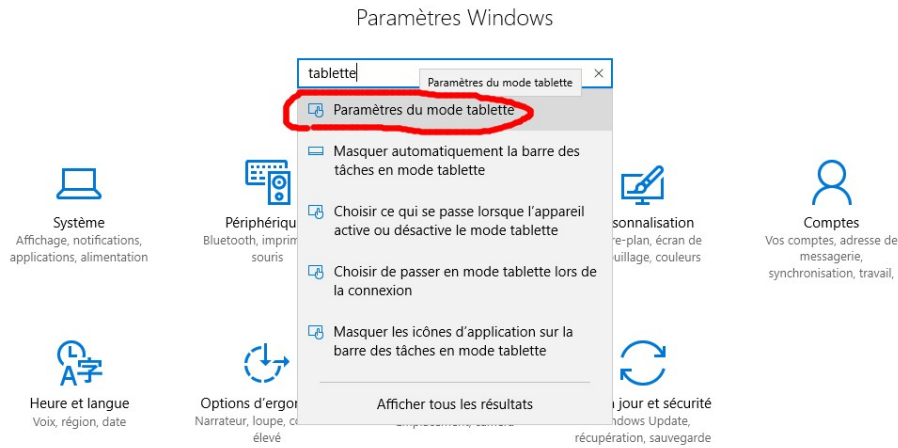 Paramètres Windows
tablette
Paramètres du mode tablette
Paramètres du mode tablette
Masquer automatiquement la barre des
tâches en mode tablette
Choisir ce qui se passe lorsque l'appareil
active ou désactive le mode tablette
Choisir de passer en mode tablette lors de
la connexion
Masquer les icônes d'application sur la
barre des tâches en mode tablette
Afficher tous les résultats
Système
Affichage, notifications,
applications, alimentation
Périphériqu
Bluetooth, imprim
souris
sonnalisation
re-plan, écran de
uillage, couleurs
Comptes
Vos comptes, adresse de
messagerie,
synchronisation, travail,
Heure et langue
Voix, région, date
Options d'ergon
Narrateur, loupe, co
élevé
jour et sécurité
ndows Update,
récupération, sauvegarde